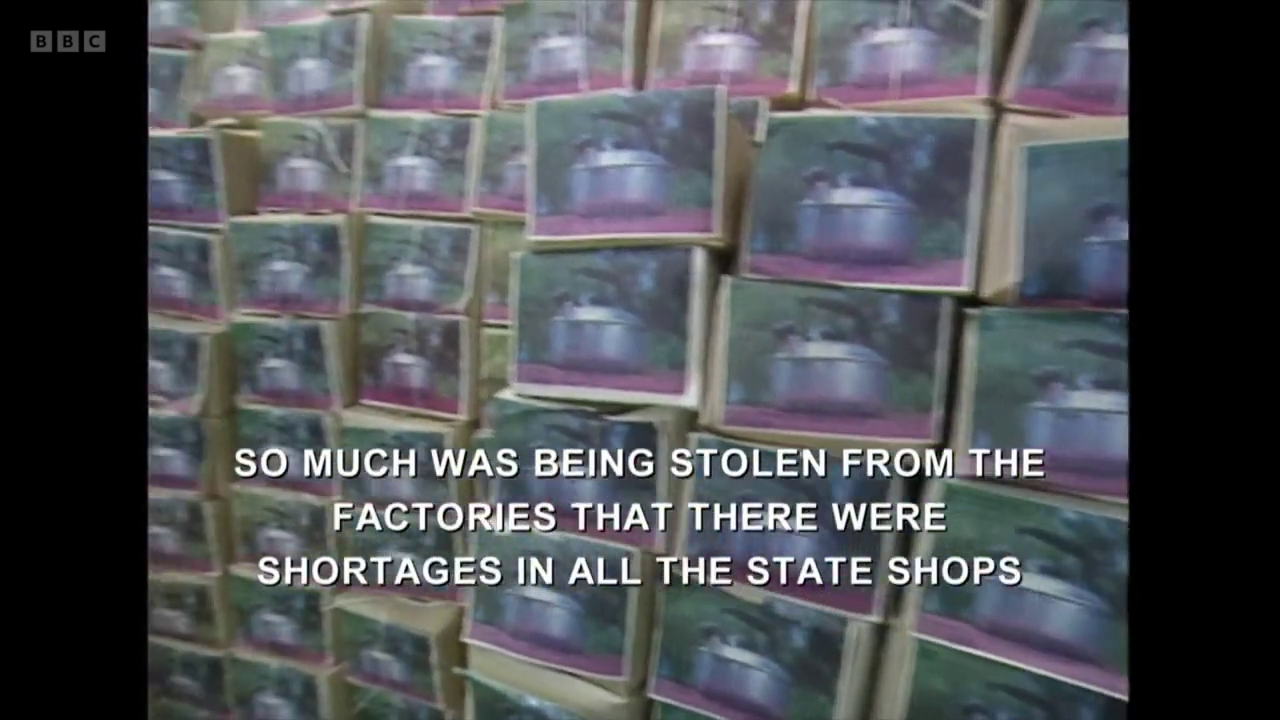 BBC
SO MUCH WAS BEING STOLEN FROM THE
FACTORIES THAT THERE WERE
SHORTAGES IN ALL THE STATE SHOPS